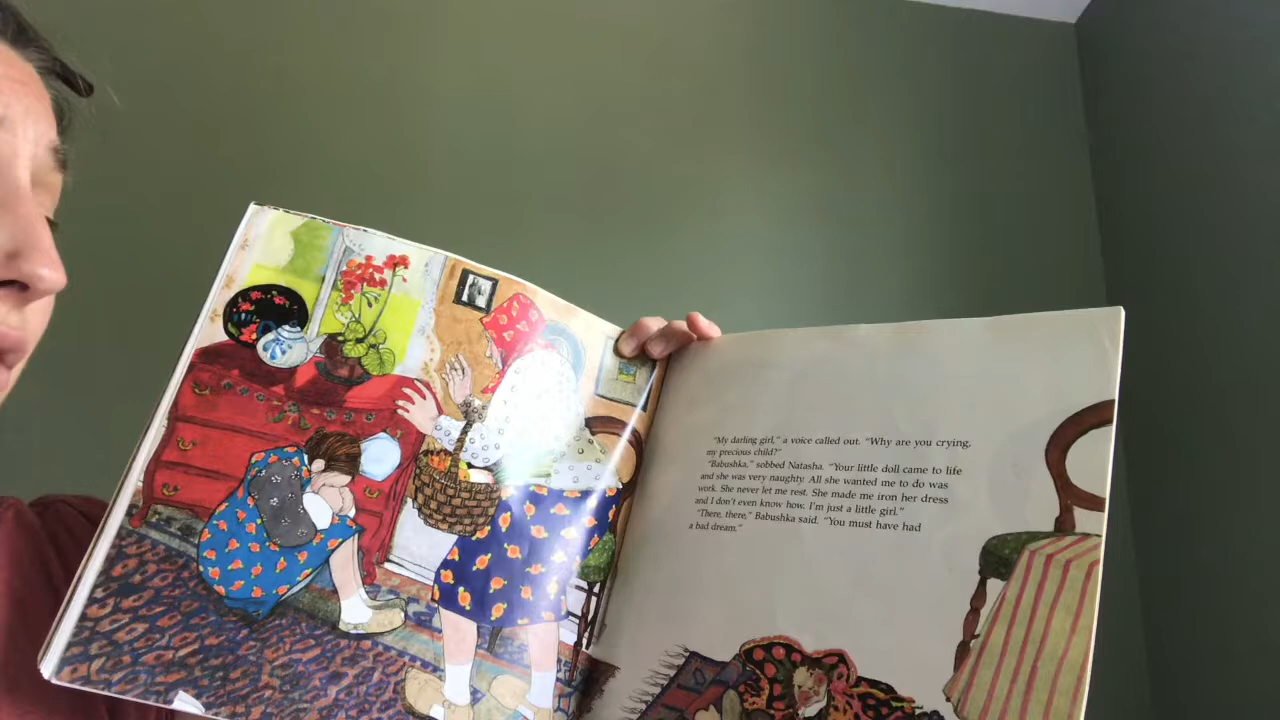 "My darling girl," a voice called out. "Why are you crying,
my precious child?"
"Babushka," sobbed Natasha. "Your little doll came to life
and she was very naughty. All she wanted me to do was
work. She never let me rest. She made me iron her dress
and I don't even know how. I'm just a little girl."
"There, there," Babushka said. "You must have had
a bad dream."